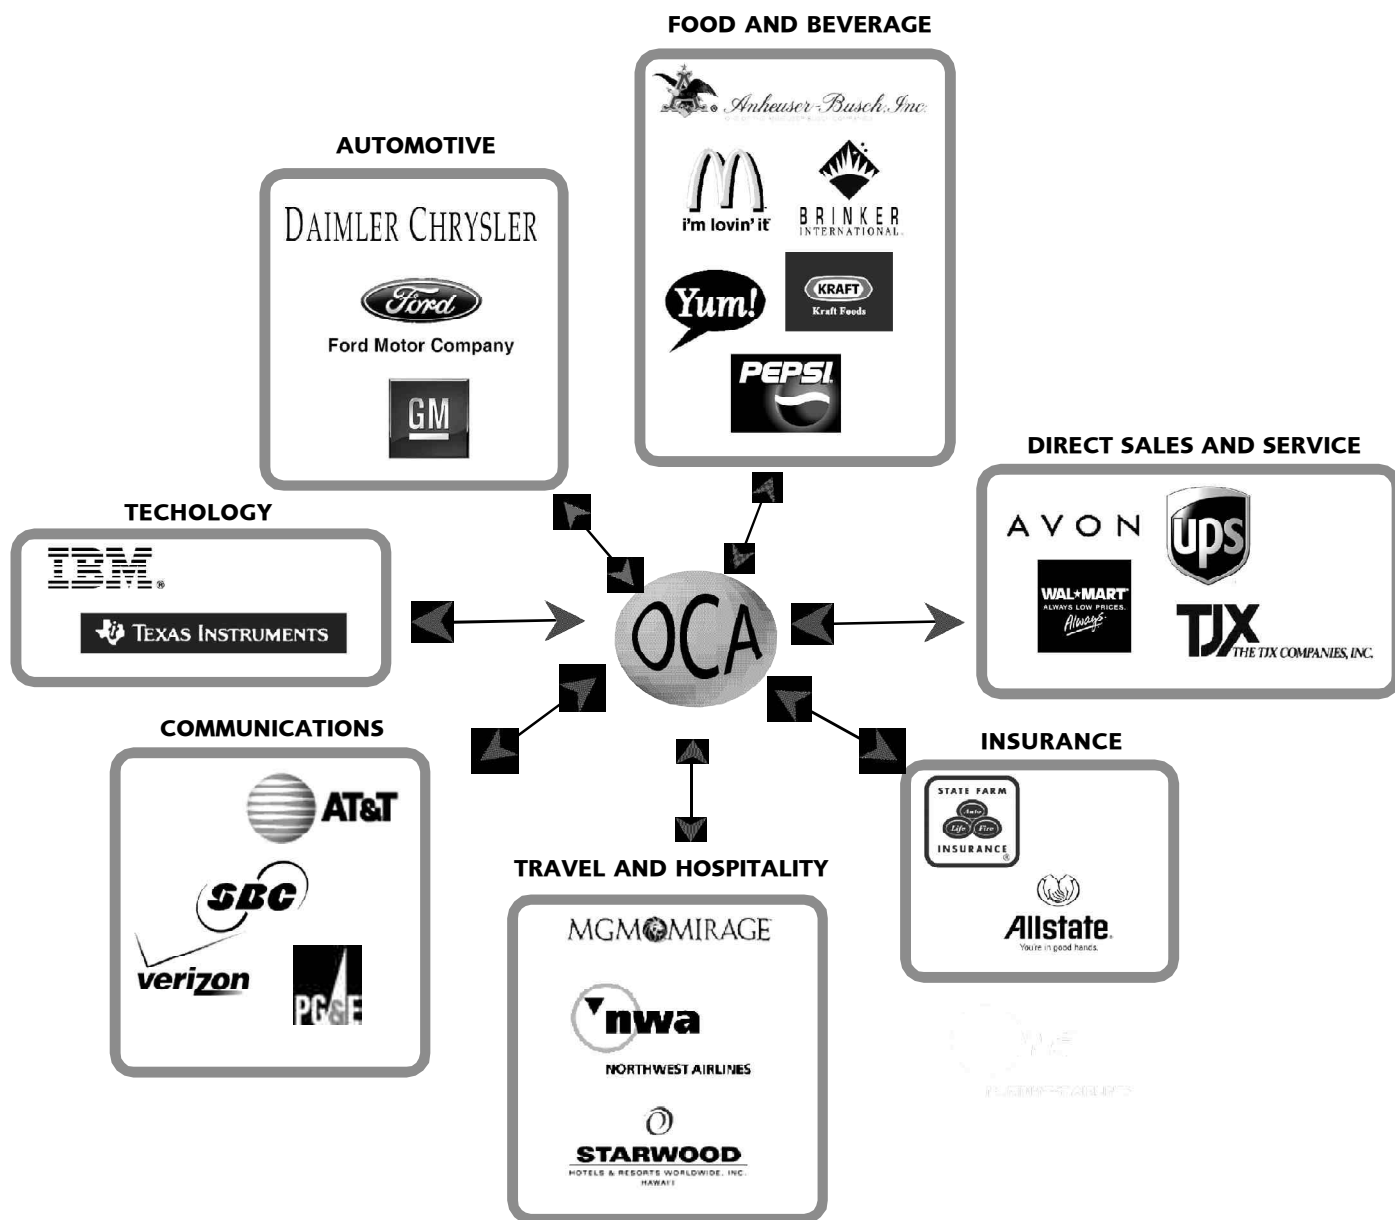 FOOD AND BEVERAGE
Anheuser-Busch, Inc.
i'm lovin' it
BRINKER
INTERNATIONAL
Yum!
KRAFT
Kraft Foods
PEPSI
AUTOMOTIVE
DAIMLER CHRYSLER
Ford
Ford Motor Company
GM
DIRECT SALES AND SERVICE
AVON
ups
WAL★MART
ALWAYS LOW PRICES.
Always.
TJX
THE TJX COMPANIES, INC.
TECHOLOGY
IBM®
TEXAS INSTRUMENTS
OCA
COMMUNICATIONS
AT&T
SBC
verizon
PG&E
INSURANCE
STATE FARM
Auto
Life Fire
INSURANCE®
Allstate.
You're in good hands.
TRAVEL AND HOSPITALITY
MGM MIRAGE
nwa
NORTHWEST AIRLINES
STARWOOD
HOTELS & RESORTS WORLDWIDE, INC.
HAWAI'I